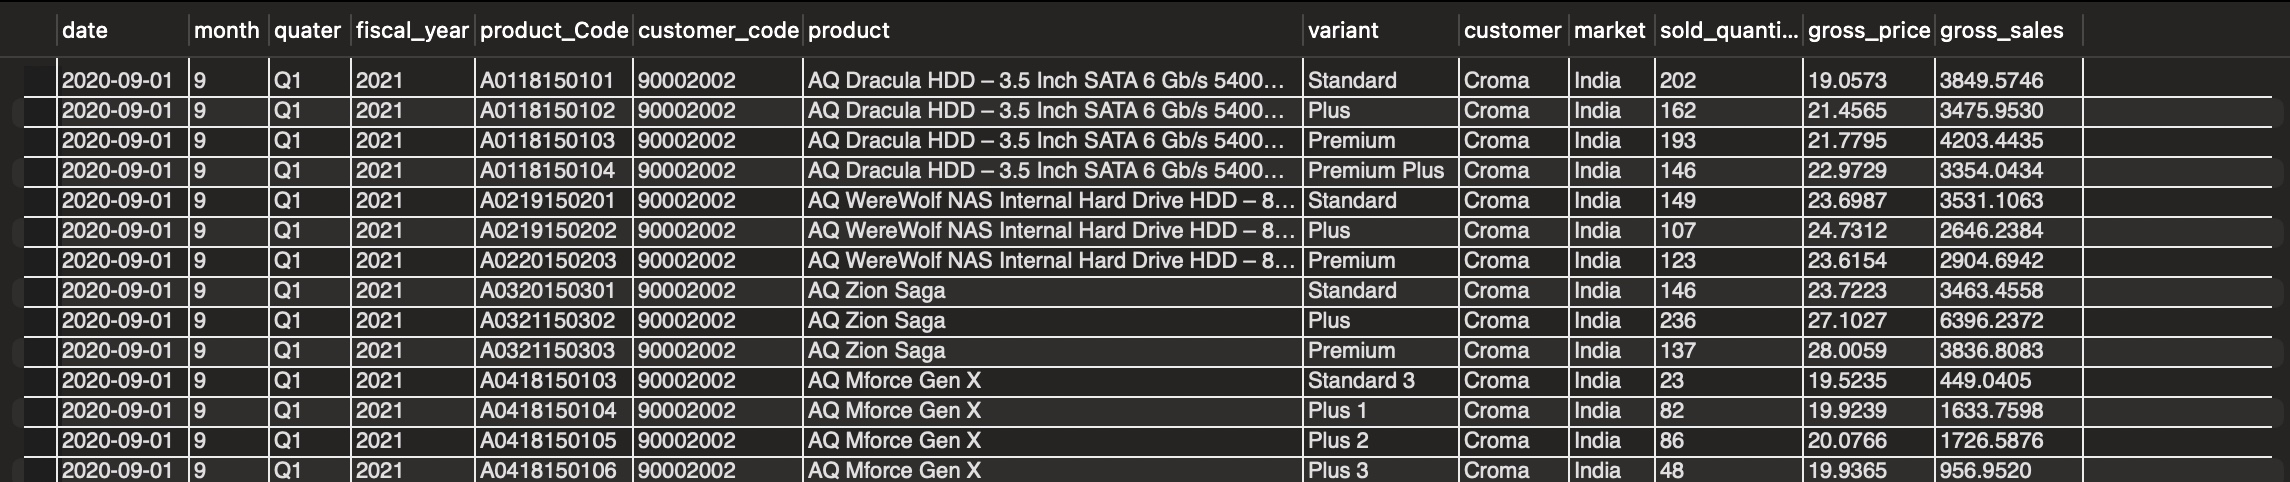 date month quater fiscal_year product_Code customer_code product variant customer market sold_quanti... gross_price gross_sales
2020-09-01 9 Q1 2021 A0118150101 90002002 AQ Dracula HDD – 3.5 Inch SATA 6 Gb/s 5400... Standard Croma India 202 19.0573 3849.5746
2020-09-01 9 Q1 2021 A0118150102 90002002 AQ Dracula HDD – 3.5 Inch SATA 6 Gb/s 5400... Plus Croma India 162 21.4565 3475.9530
2020-09-01 9 Q1 2021 A0118150103 90002002 AQ Dracula HDD – 3.5 Inch SATA 6 Gb/s 5400... Premium Croma India 193 21.7795 4203.4435
2020-09-01 9 Q1 2021 A0118150104 90002002 AQ Dracula HDD – 3.5 Inch SATA 6 Gb/s 5400... Premium Plus Croma India 146 22.9729 3354.0434
2020-09-01 9 Q1 2021 A0219150201 90002002 AQ WereWolf NAS Internal Hard Drive HDD – 8... Standard Croma India 149 23.6987 3531.1063
2020-09-01 9 Q1 2021 A0219150202 90002002 AQ WereWolf NAS Internal Hard Drive HDD – 8... Plus Croma India 107 24.7312 2646.2384
2020-09-01 9 Q1 2021 A0220150203 90002002 AQ WereWolf NAS Internal Hard Drive HDD – 8... Premium Croma India 123 23.6154 2904.6942
2020-09-01 9 Q1 2021 A0320150301 90002002 AQ Zion Saga Standard Croma India 146 23.7223 3463.4558
2020-09-01 9 Q1 2021 A0321150302 90002002 AQ Zion Saga Plus Croma India 236 27.1027 6396.2372
2020-09-01 9 Q1 2021 A0321150303 90002002 AQ Zion Saga Premium Croma India 137 28.0059 3836.8083
2020-09-01 9 Q1 2021 A0418150103 90002002 AQ Mforce Gen X Standard 3 Croma India 23 19.5235 449.0405
2020-09-01 9 Q1 2021 A0418150104 90002002 AQ Mforce Gen X Plus 1 Croma India 82 19.9239 1633.7598
2020-09-01 9 Q1 2021 A0418150105 90002002 AQ Mforce Gen X Plus 2 Croma India 86 20.0766 1726.5876
2020-09-01 9 Q1 2021 A0418150106 90002002 AQ Mforce Gen X Plus 3 Croma India 48 19.9365 956.9520